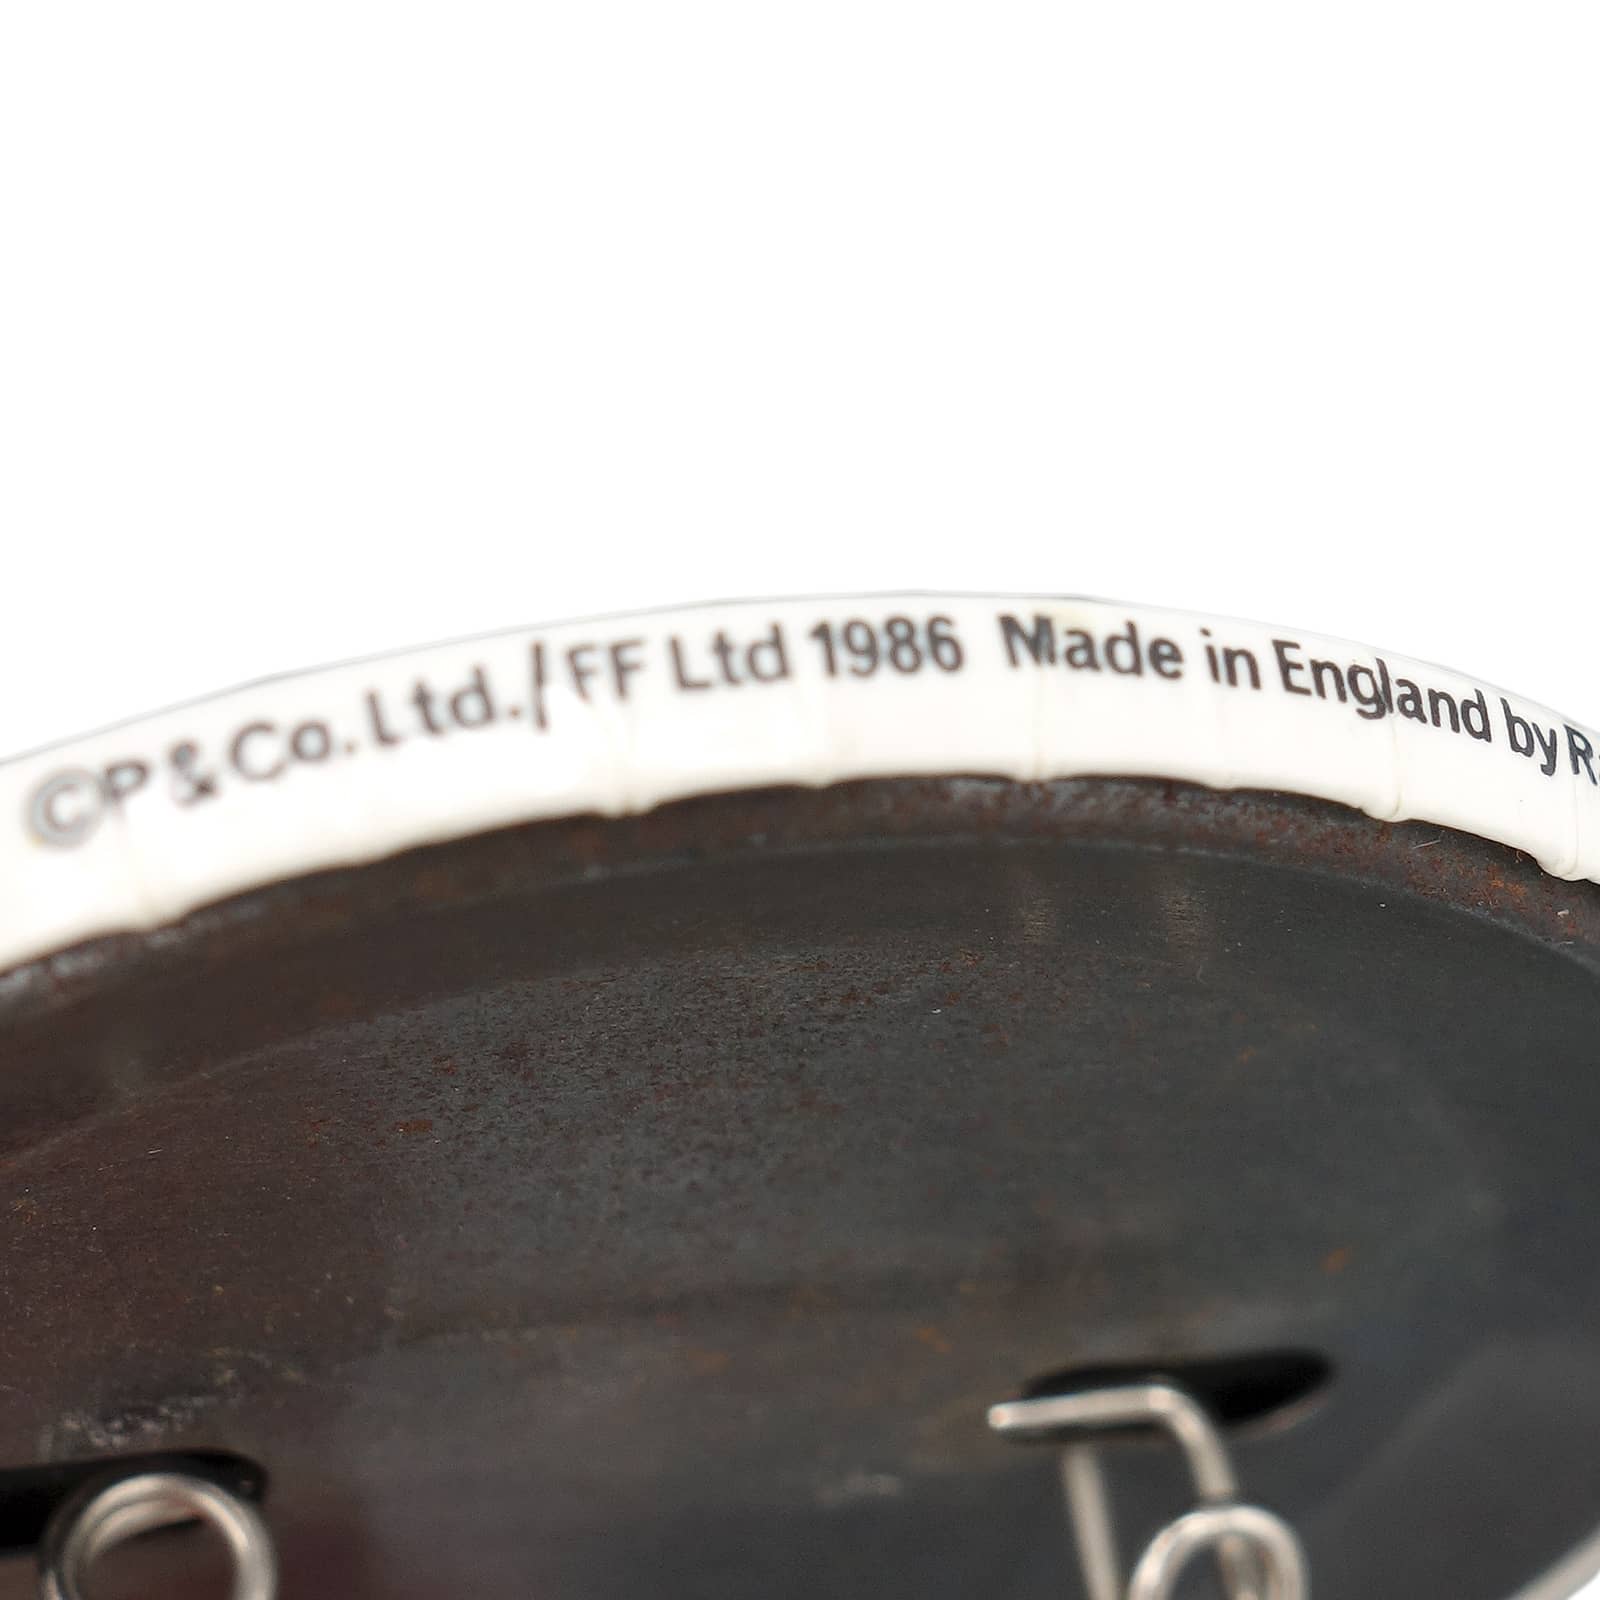 ©P & Co. Ltd./FF Ltd 1986 Made in England by